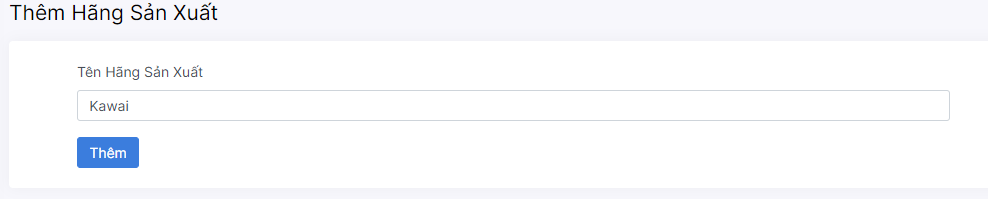 Thêm Hãng Sản Xuất
Tên Hãng Sản Xuất
Kawai
Thêm